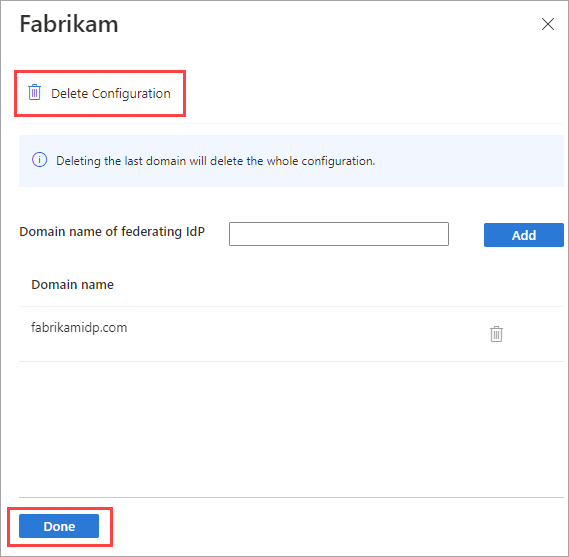 Fabrikam
Delete Configuration
Deleting the last domain will delete the whole configuration.
Domain name of federating IdP
Add
Domain name
fabrikamidp.com
Done